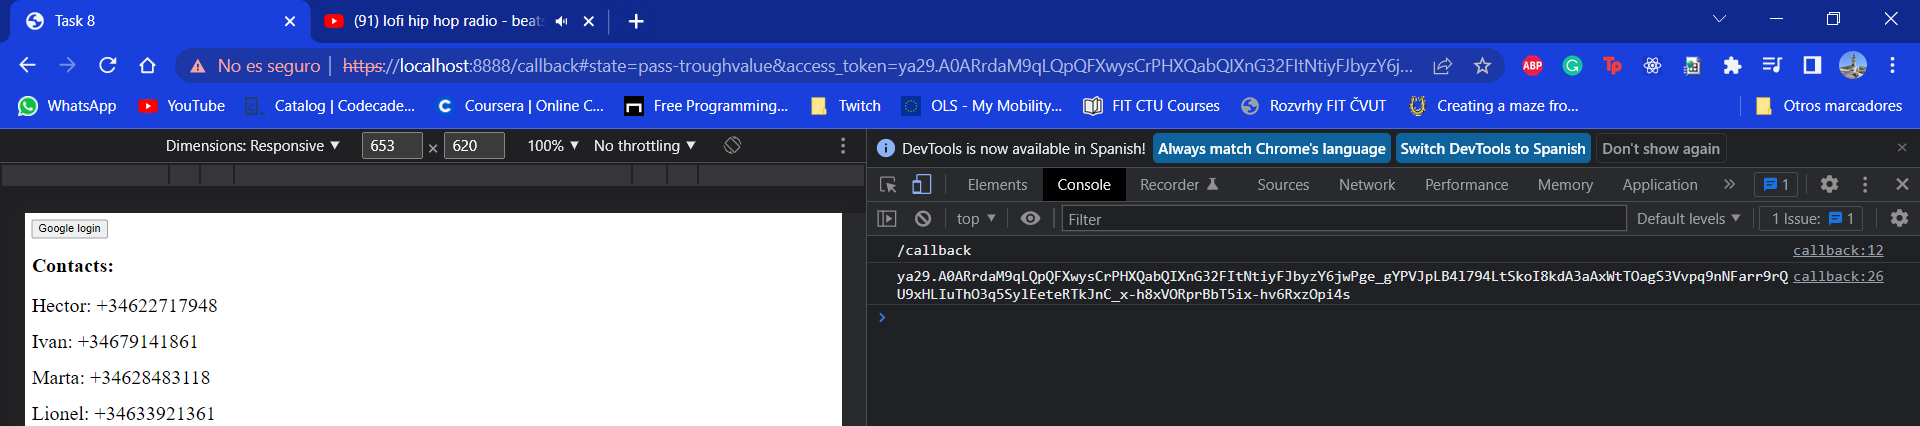 Task 8
(91) lofi hip hop radio - beats
No es seguro | https://localhost:8888/callback#state=pass-troughvalue&access_token=ya29.A0ARrdaM9qLQpQFXwysCrPHXQabQIXnG32FItNtiyFJbyzY6j...
WhatsApp YouTube Catalog | Codecade... Coursera | Online C... Free Programming... Twitch OLS - My Mobility... FIT CTU Courses Rozvrhy FIT ČVUT Creating a maze fro... Otros marcadores
Dimensions: Responsive 653 × 620 100% No throttling
Google login
Contacts:
Hector: +34622717948
Ivan: +34679141861
Marta: +34628483118
Lionel: +34633921361
DevTools is now available in Spanish! Always match Chrome's language Switch DevTools to Spanish Don't show again
Elements Console Recorder Sources Network Performance Memory Application 1
top Filter Default levels 1 Issue: 1
/callback callback:12
ya29.A0ARrdaM9qLQpQFXwysCrPHXQabQIXnG32FItNtiyFJbyzY6jwPge_gYPVJpLB4l794LtSkoI8kdA3aAxWtTOagS3Vvpq9nNFarr9rQ callback:26
U9xHLIuThO3q5SylEeteRTkJnC_x-h8xVORprBbT5ix-hv6RxzOpi4s